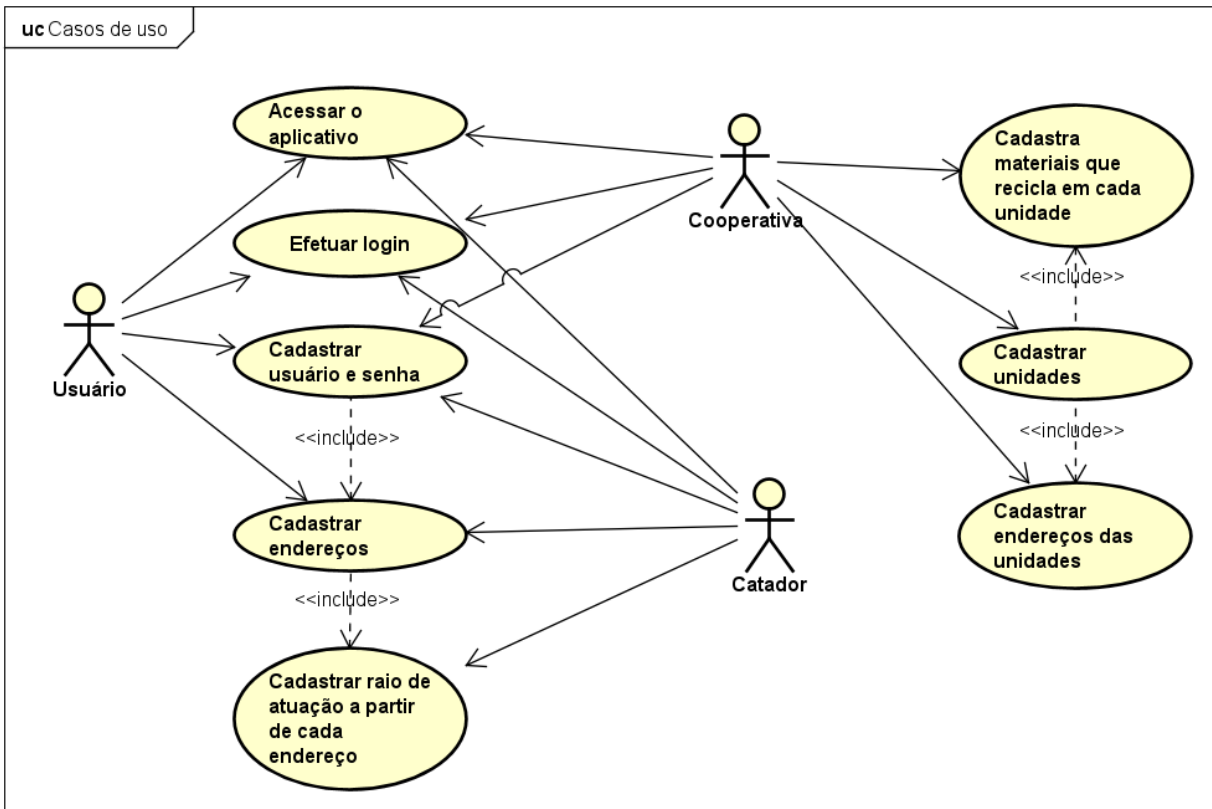 uc Casos de uso
Acessar o
aplicativo
Efetuar login
Cadastrar
usuário e senha
<<include>>
Cadastrar
endereços
<<include>>
Cadastrar raio de
atuação a partir
de cada
endereço
Usuário
Cooperativa
Catador
Cadastra
materiais que
recicla em cada
unidade
<<include>>
Cadastrar
unidades
<<include>>
Cadastrar
endereços das
unidades